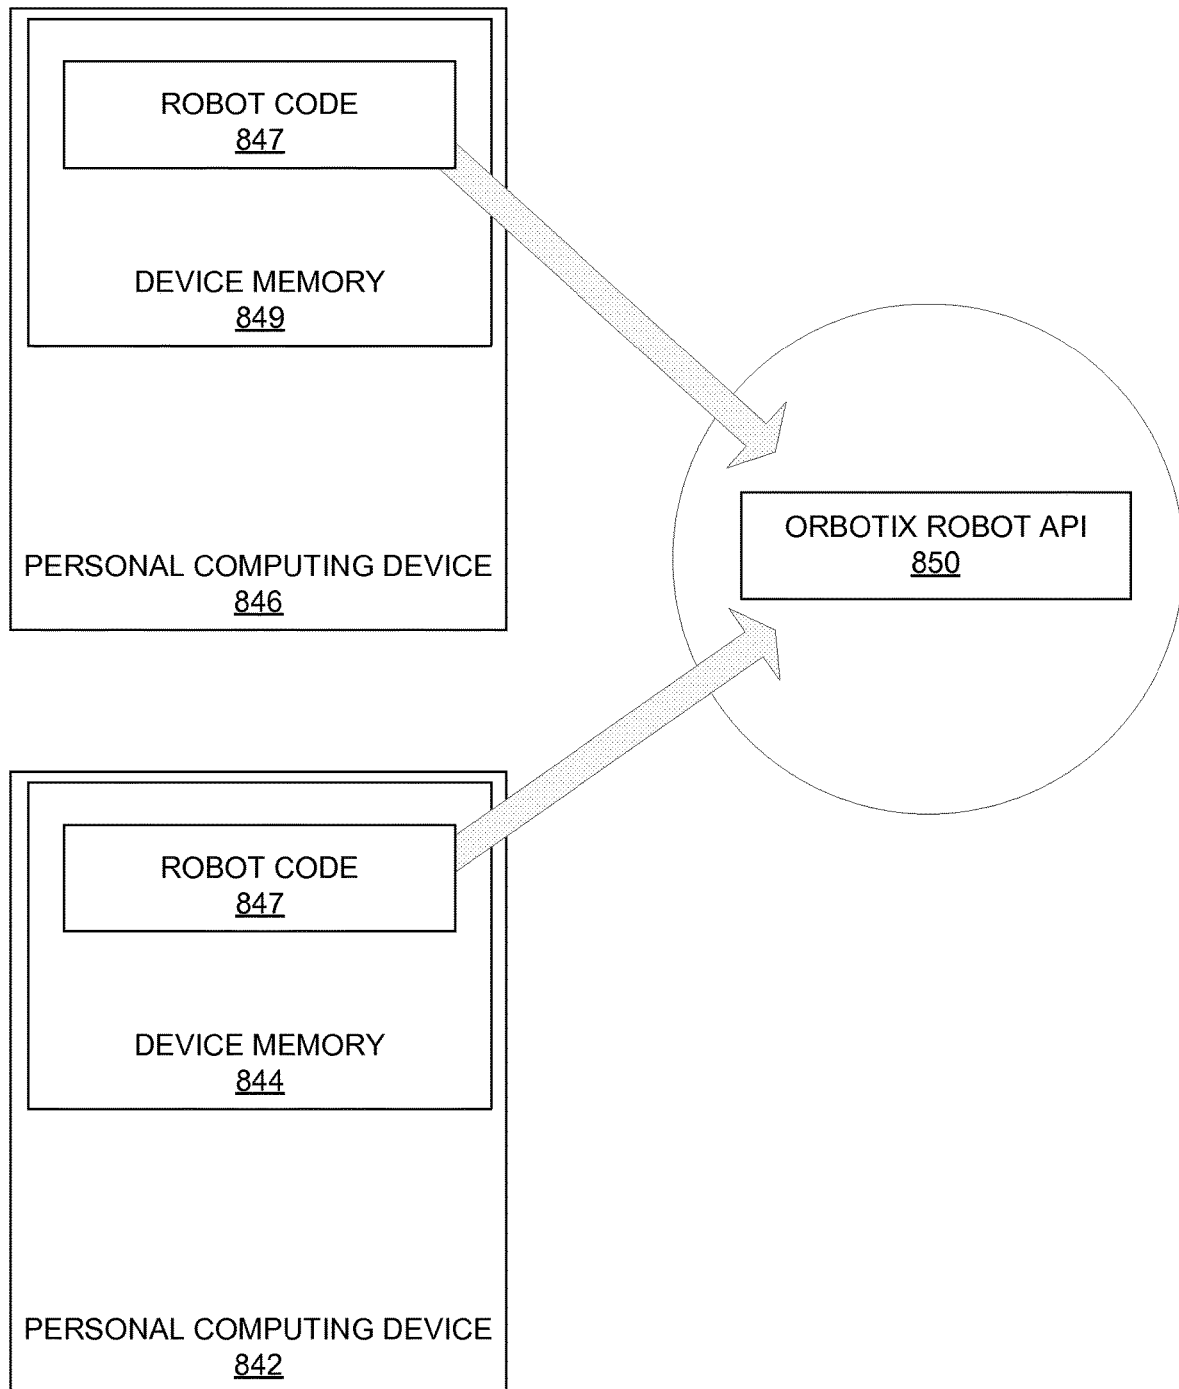 ROBOT CODE
847
DEVICE MEMORY
849
PERSONAL COMPUTING DEVICE
846
ORBOTIX ROBOT API
850
ROBOT CODE
847
DEVICE MEMORY
844
PERSONAL COMPUTING DEVICE
842